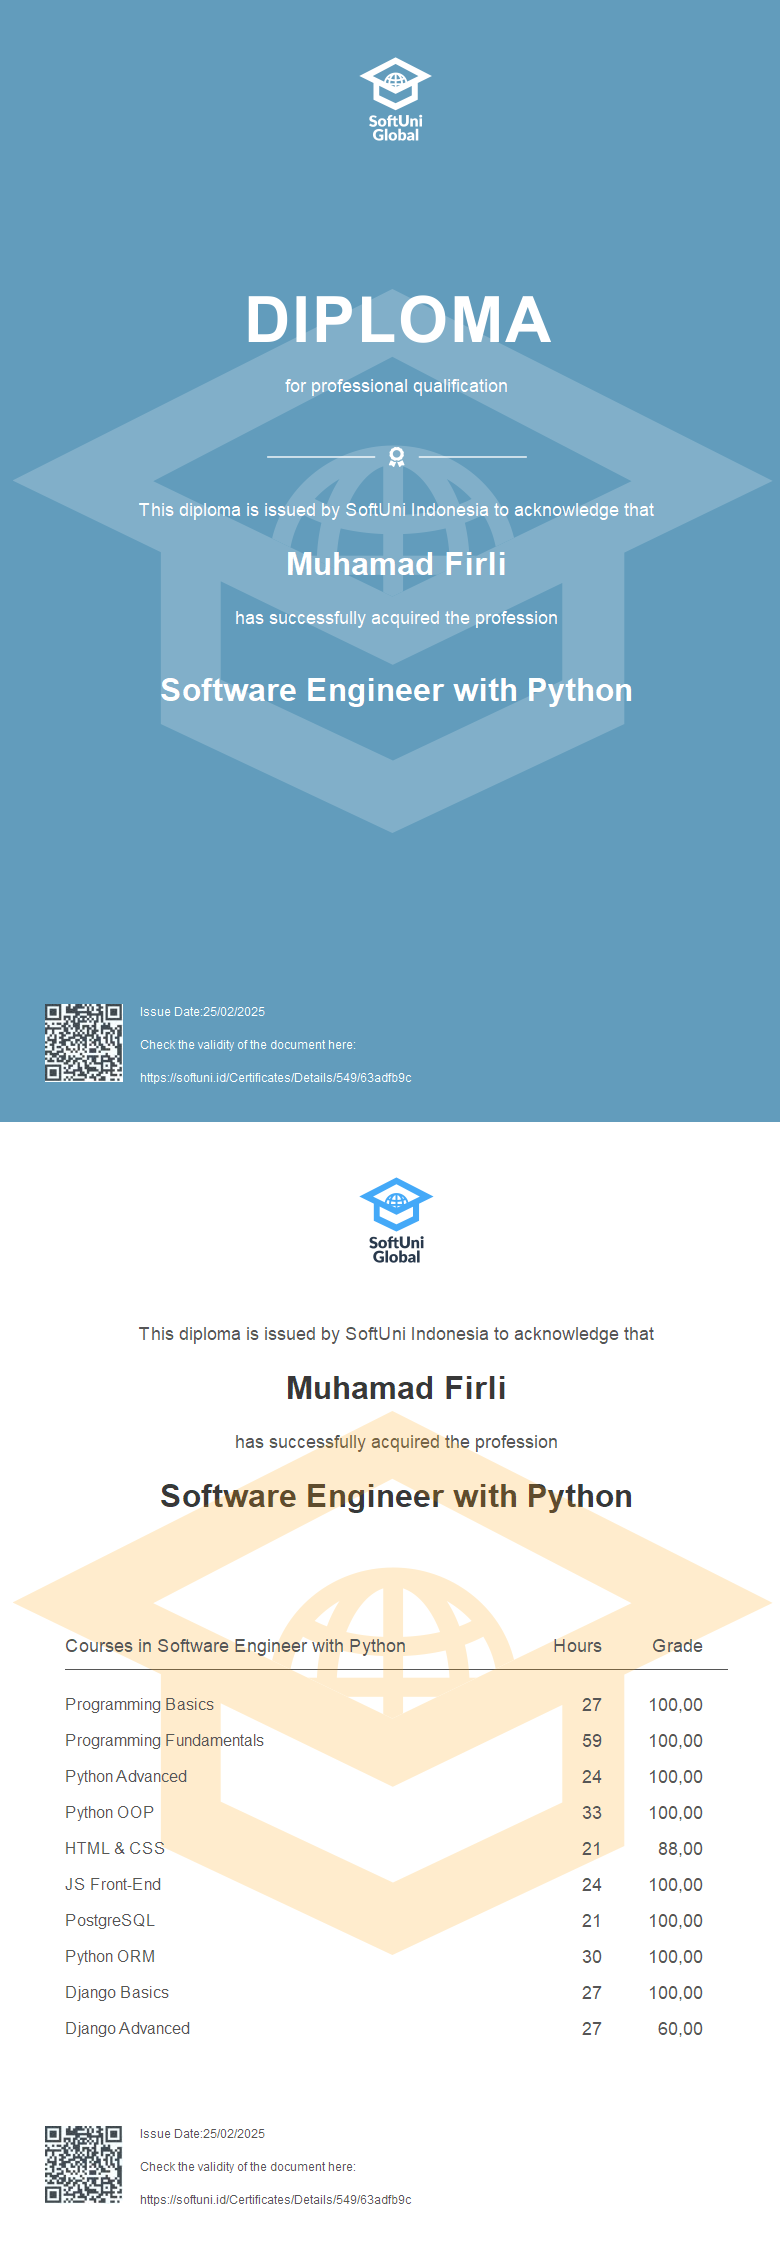 SoftUni
Global
DIPLOMA
for professional qualification
This diploma is issued by SoftUni Indonesia to acknowledge that
Muhamad Firli
has successfully acquired the profession
Software Engineer with Python
Issue Date:25/02/2025
Check the validity of the document here:
https://softuni.id/Certificates/Details/549/63adfb9c
SoftUni
Global
This diploma is issued by SoftUni Indonesia to acknowledge that
Muhamad Firli
has successfully acquired the profession
Software Engineer with Python
Courses in Software Engineer with Python Hours Grade
Programming Basics 27 100,00
Programming Fundamentals 59 100,00
Python Advanced 24 100,00
Python OOP 33 100,00
HTML & CSS 21 88,00
JS Front-End 24 100,00
PostgreSQL 21 100,00
Python ORM 30 100,00
Django Basics 27 100,00
Django Advanced 27 60,00
Issue Date:25/02/2025
Check the validity of the document here:
https://softuni.id/Certificates/Details/549/63adfb9c